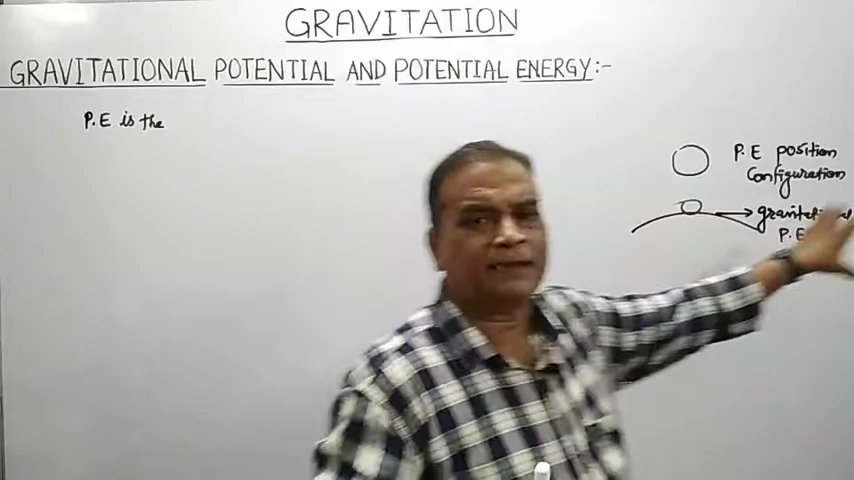 GRAVITATION
GRAVITATIONAL POTENTIAL AND POTENTIAL ENERGY:-
P.E is the
P.E position
Configuration
P.E